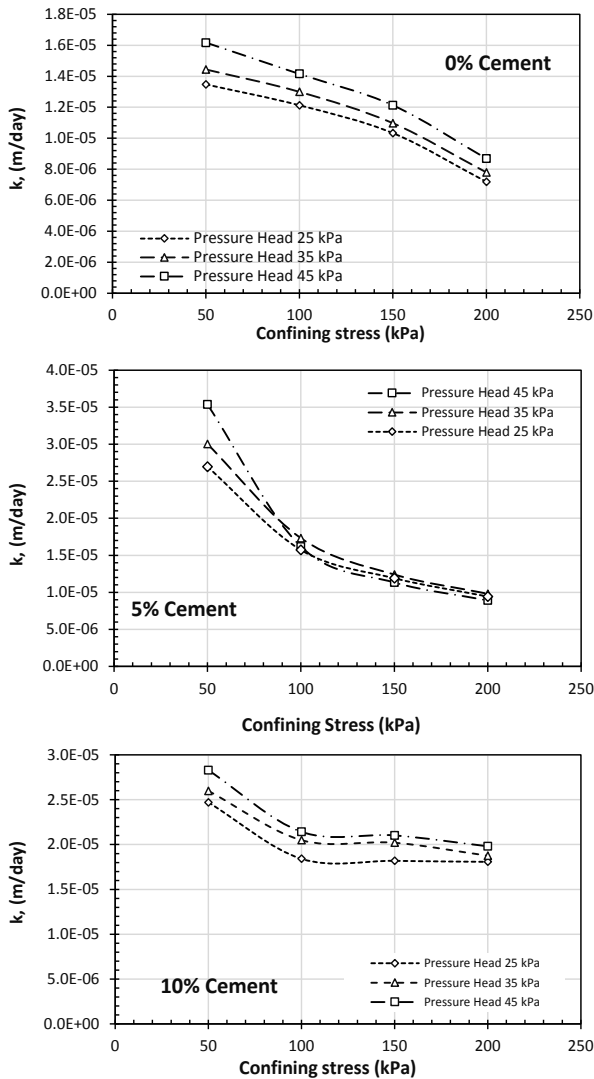 1.8E-05
1.6E-05
1.4E-05
1.2E-05
1.0E-05
8.0E-06
6.0E-06
4.0E-06
2.0E-06
0.0E+00
k, (m/day)
0% Cement
Pressure Head 25 kPa
Pressure Head 35 kPa
Pressure Head 45 kPa
0 50 100 150 200 250
Confining stress (kPa)
4.0E-05
3.5E-05
3.0E-05
2.5E-05
2.0E-05
1.5E-05
1.0E-05
5.0E-06
0.0E+00
k, (m/day)
Pressure Head 45 kPa
Pressure Head 35 kPa
Pressure Head 25 kPa
5% Cement
0 50 100 150 200 250
Confining Stress (kPa)
3.0E-05
2.5E-05
2.0E-05
1.5E-05
1.0E-05
5.0E-06
0.0E+00
k, (m/day)
Pressure Head 25 kPa
Pressure Head 35 kPa
Pressure Head 45 kPa
10% Cement
0 50 100 150 200 250
Confining stress (kPa)